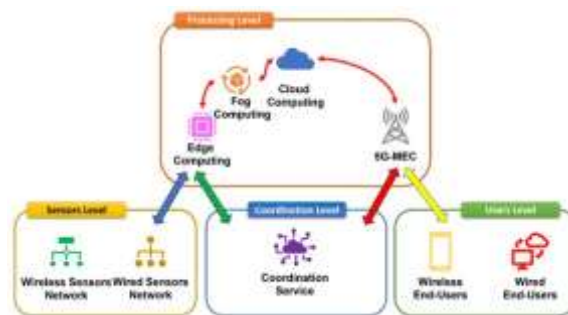 Processing Level
Cloud
Computing
Fog
Computing
Edge
Computing
5G-MEC
Sensors Level
Coordination Level
Users Level
Wireless Sensors
Network
Wired Sensors
Network
Coordination
Service
Wireless
End-Users
Wired
End-Users